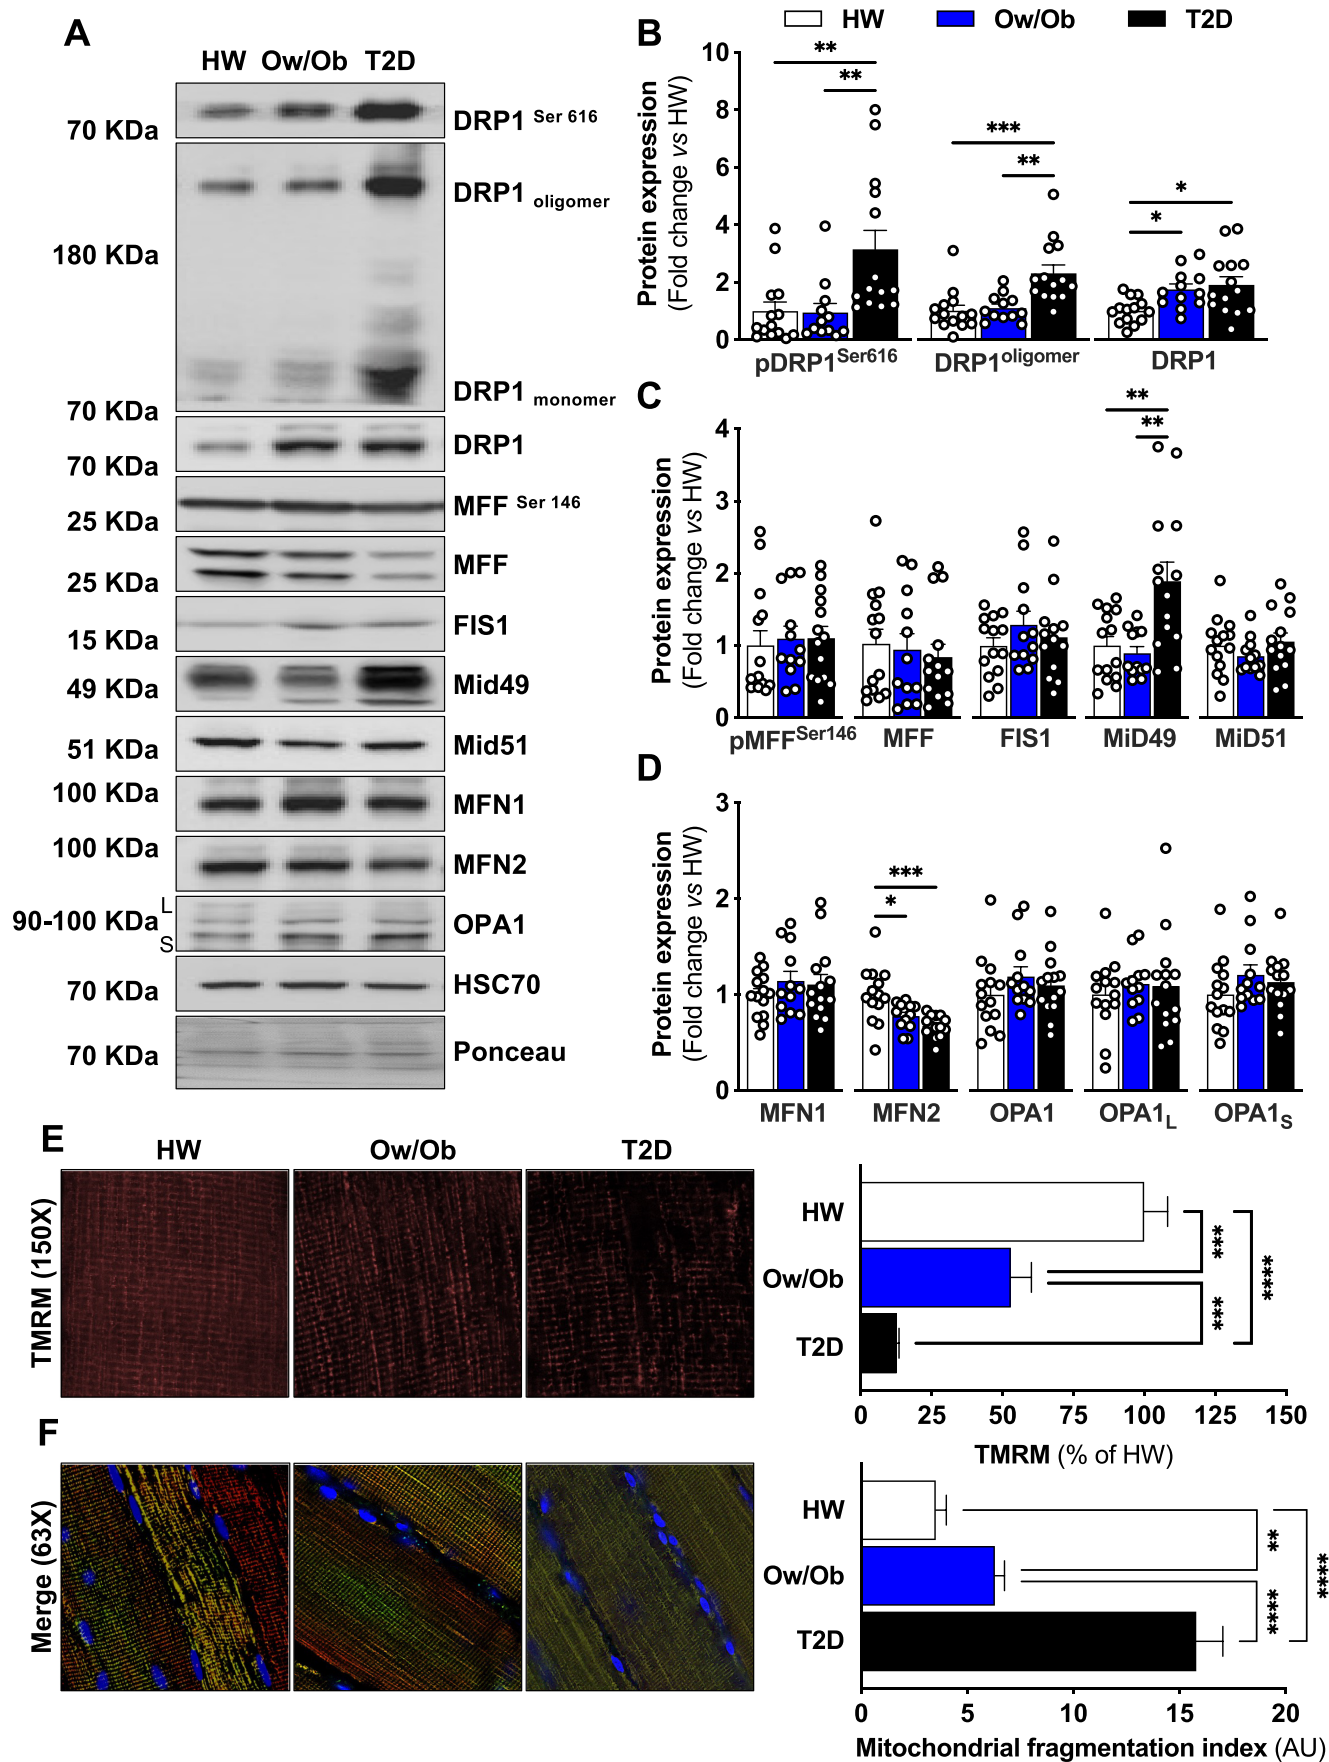 A
HW Ow/Ob T2D
70 KDa DRP1 Ser 616
DRP1 oligomer
180 KDa
DRP1 monomer
70 KDa
DRP1
70 KDa
MFF Ser 146
25 KDa
MFF
25 KDa
FIS1
15 KDa
Mid49
49 KDa
Mid51
51 KDa
100 KDa
MFN1
100 KDa
MFN2
L
90-100 KDa OPA1
S
70 KDa HSC70
70 KDa Ponceau
HW Ow/Ob T2D
B
Protein expression
(Fold change vs HW)
10
8
6
4
2
0
** ** *** ** * *
pDRP1Ser616 DRP1oligomer DRP1
C
Protein expression
(Fold change vs HW)
4
3
2
1
0
** **
pMFFSer146 MFF FIS1 MiD49 MiD51
D
Protein expression
(Fold change vs HW)
3
2
1
0
*** *
MFN1 MFN2 OPA1 OPA1L OPA1S
E
HW Ow/Ob T2D
TMRM (150X)
HW
Ow/Ob
T2D
*** *** ****
0 25 50 75 100 125 150
TMRM (% of HW)
F
Merge (63X)
HW
Ow/Ob
T2D
** **** ****
0 5 10 15 20
Mitochondrial fragmentation index (AU)